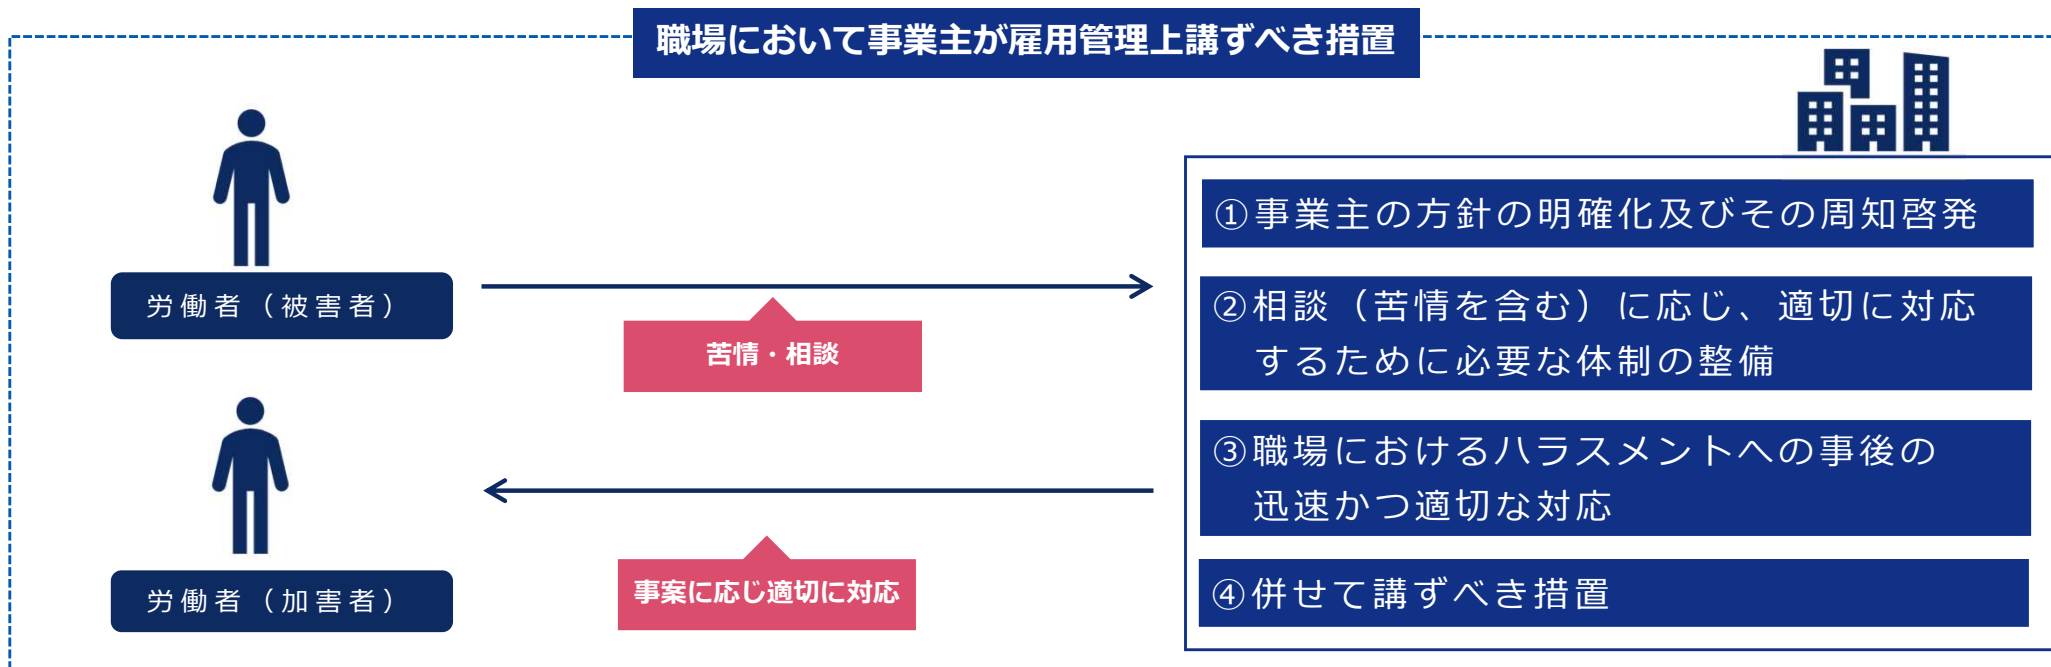 職場において事業主が雇用管理上講ずべき措置
労働者（被害者）
苦情・相談
労働者（加害者）
事案に応じ適切に対応
①事業主の方針の明確化及びその周知啓発
②相談（苦情を含む）に応じ、適切に対応
するために必要な体制の整備
③職場におけるハラスメントへの事後の
迅速かつ適切な対応
④併せて講ずべき措置